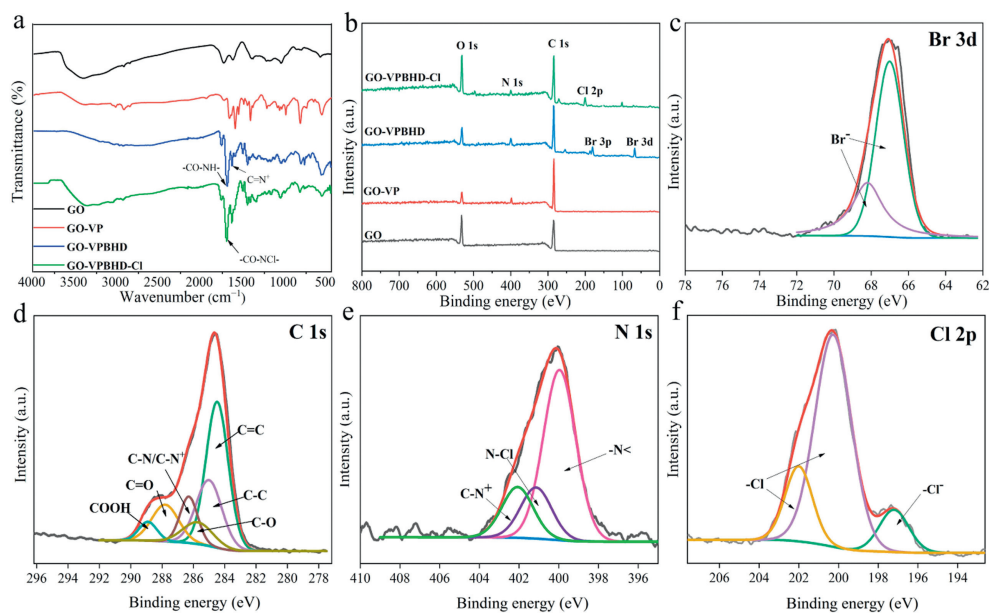 a
Transmittance (%)
-CO-NH-
C=N⁺
-CO-NCl-
GO
GO-VP
GO-VPBHD
GO-VPBHD-Cl
4000 3500 3000 2500 2000 1500 1000 500
Wavenumber (cm⁻¹)
b
Intensity (a.u.)
O 1s
C 1s
GO-VPBHD-Cl
N 1s
Cl 2p
GO-VPBHD
Br 3p
Br 3d
GO-VP
GO
800 700 600 500 400 300 200 100 0
Binding energy (eV)
c
Br 3d
Intensity (a.u.)
Br⁻
78 76 74 72 70 68 66 64 62
Binding energy (eV)
d
C 1s
Intensity (a.u.)
C=C
C-N/C-N⁺
C=O
COOH
C-C
C-O
296 294 292 290 288 286 284 282 280 278
Binding energy (eV)
e
N 1s
Intensity (a.u.)
N-Cl
-N<
C-N⁺
410 408 406 404 402 400 398 396
Binding energy (eV)
f
Cl 2p
Intensity (a.u.)
-Cl
-Cl⁻
206 204 202 200 198 196 194
Binding energy (eV)